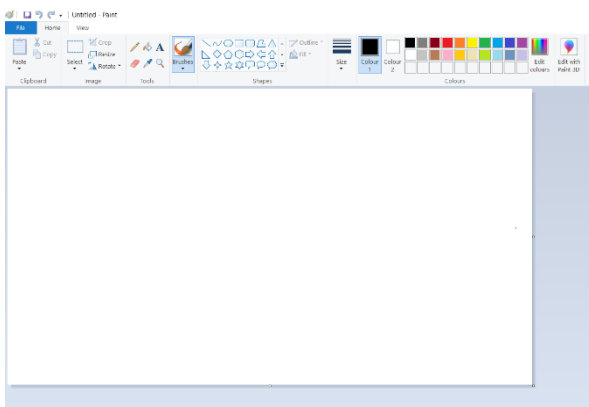 Untitled - Paint
File Home View
Cut
Crop
Outline
Copy
Resize
Fill
Paste
Select
Rotate
Brushes
Size
Colour 1
Colour 2
Edit colours
Edit with Paint 3D
Clipboard
Image
Tools
Shapes
Colours